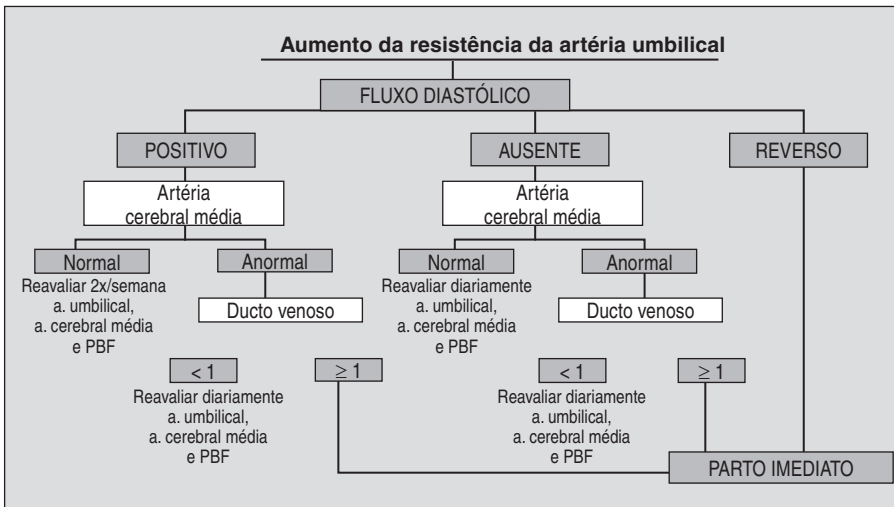 Aumento da resistência da artéria umbilical
FLUXO DIASTÓLICO
POSITIVO
AUSENTE
REVERSO
Artéria
cerebral média
Artéria
cerebral média
Normal
Anormal
Normal
Anormal
Reavaliar 2x/semana
a. umbilical,
a. cerebral média
e PBF
Ducto venoso
Reavaliar diariamente
a. umbilical,
a. cerebral média
e PBF
Ducto venoso
< 1
≥ 1
< 1
≥ 1
Reavaliar diariamente
a. umbilical,
a. cerebral média
e PBF
Reavaliar diariamente
a. umbilical,
a. cerebral média
e PBF
PARTO IMEDIATO